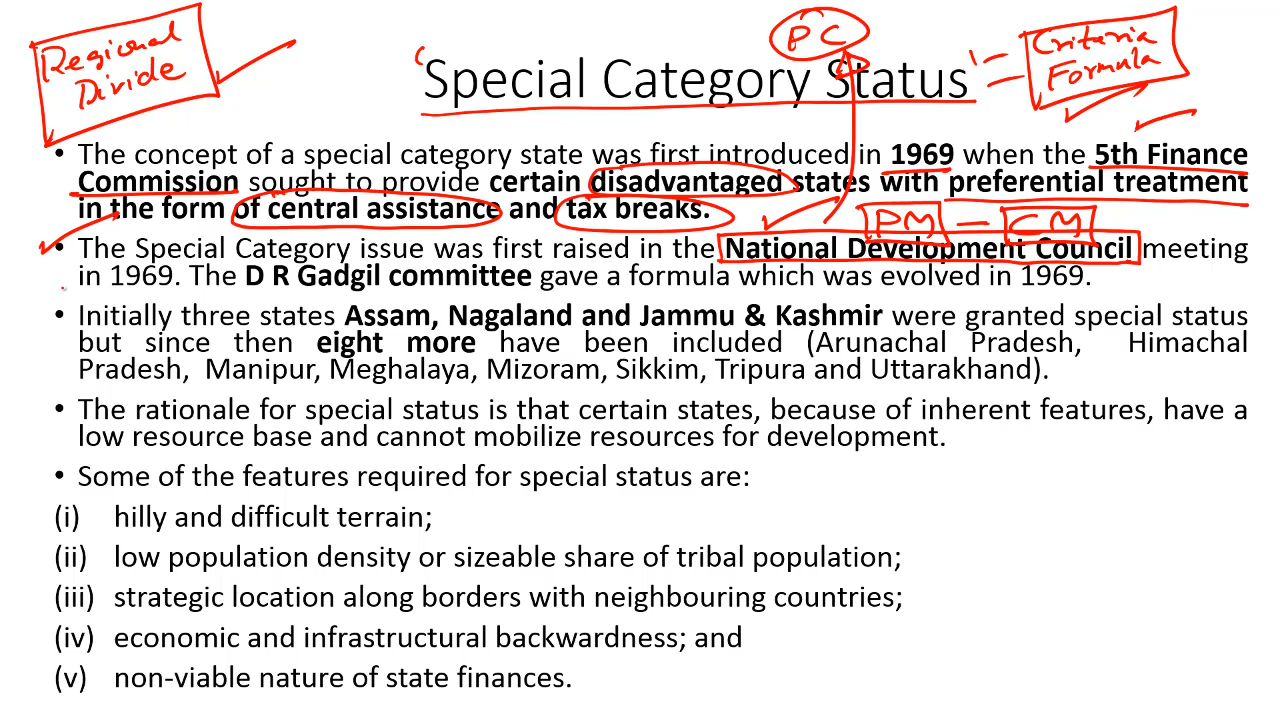 Regional
Divide
PC
'Special Category Status'
Criteria
Formula
• The concept of a special category state was first introduced in 1969 when the 5th Finance
Commission sought to provide certain disadvantaged states with preferential treatment
in the form of central assistance and tax breaks.
PM – CM
• The Special Category issue was first raised in the National Development Council meeting
in 1969. The D R Gadgil committee gave a formula which was evolved in 1969.
• Initially three states Assam, Nagaland and Jammu & Kashmir were granted special status
but since then eight more have been included (Arunachal Pradesh, Himachal
Pradesh, Manipur, Meghalaya, Mizoram, Sikkim, Tripura and Uttarakhand).
• The rationale for special status is that certain states, because of inherent features, have a
low resource base and cannot mobilize resources for development.
• Some of the features required for special status are:
(i) hilly and difficult terrain;
(ii) low population density or sizeable share of tribal population;
(iii) strategic location along borders with neighbouring countries;
(iv) economic and infrastructural backwardness; and
(v) non-viable nature of state finances.